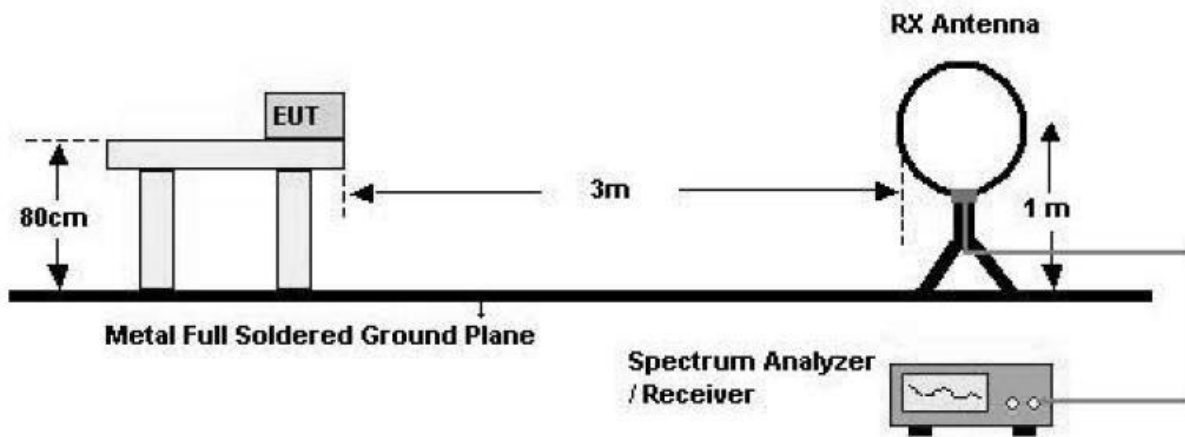 RX Antenna
EUT
80cm
3m
1 m
Metal Full Soldered Ground Plane
Spectrum Analyzer
/ Receiver